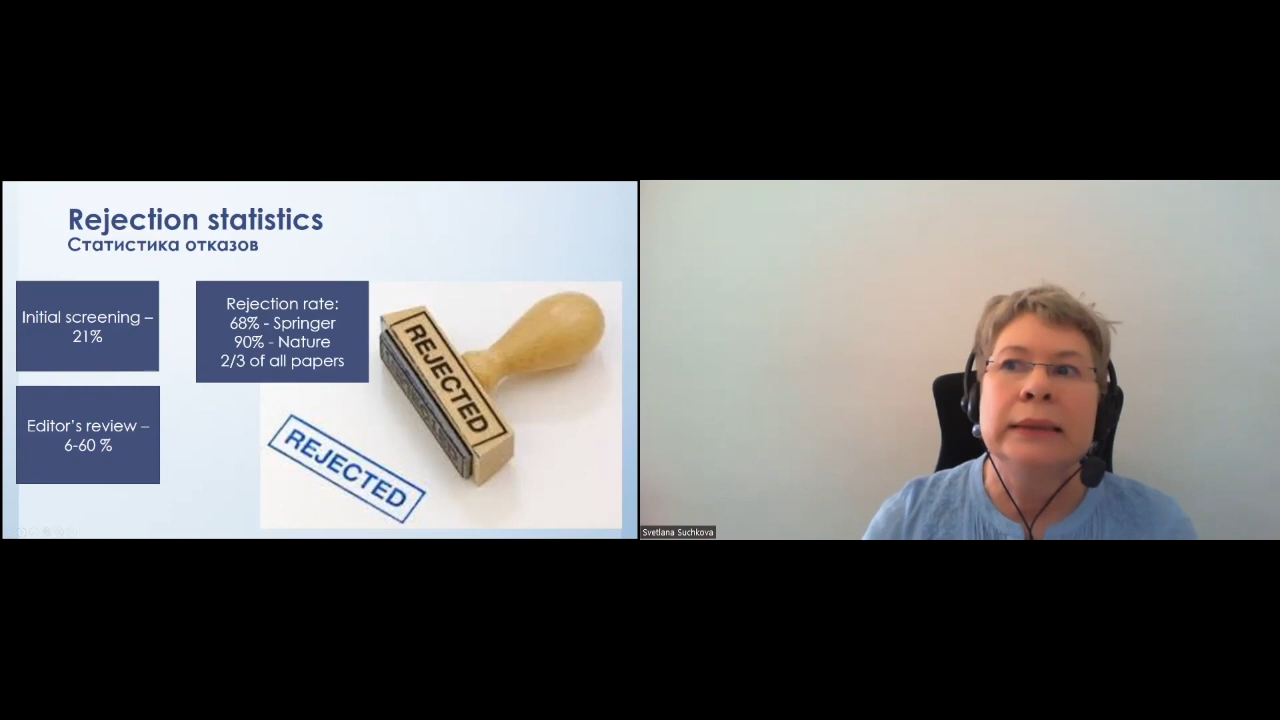 Rejection statistics
Статистика отказов
Initial screening –
21%
Rejection rate:
68% - Springer
90% - Nature
2/3 of all papers
Editor's review –
6-60 %
REJECTED
REJECTED
Svetlana Suchkova